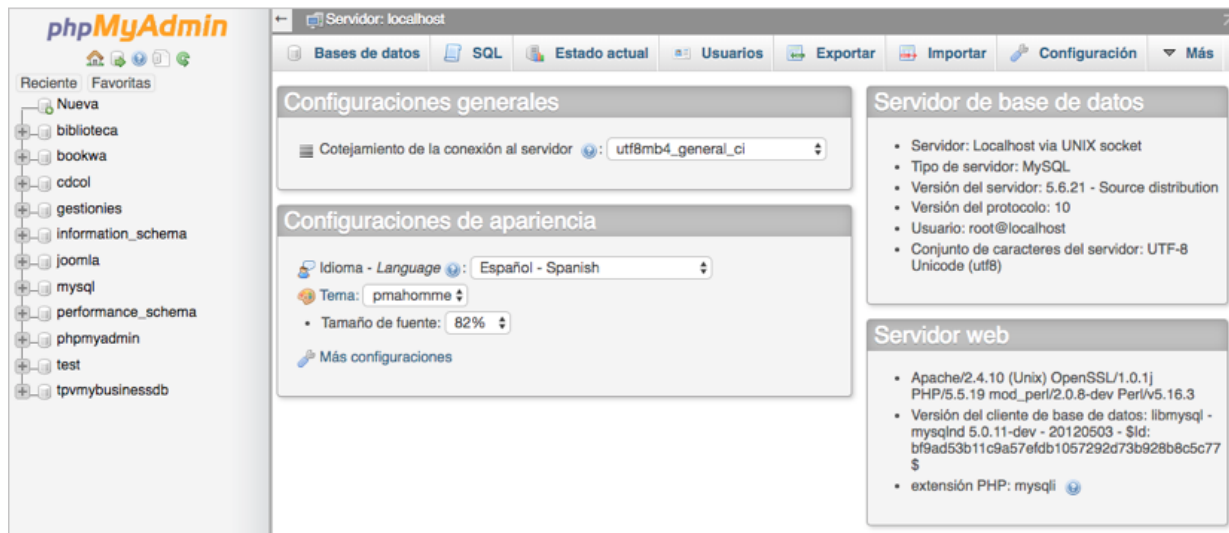 phpMyAdmin
Reciente Favoritas
Nueva
biblioteca
bookwa
cdcol
gestionies
information_schema
joomla
mysql
performance_schema
phpmyadmin
test
tpvmybusinessdb
Servidor: localhost
Bases de datos SQL Estado actual Usuarios Exportar Importar Configuración Más
Configuraciones generales
Cotejamiento de la conexión al servidor : utf8mb4_general_ci
Configuraciones de apariencia
Idioma - Language : Español - Spanish
Tema: pmahomme
• Tamaño de fuente: 82%
Más configuraciones
Servidor de base de datos
• Servidor: Localhost via UNIX socket
• Tipo de servidor: MySQL
• Versión del servidor: 5.6.21 - Source distribution
• Versión del protocolo: 10
• Usuario: root@localhost
• Conjunto de caracteres del servidor: UTF-8
Unicode (utf8)
Servidor web
• Apache/2.4.10 (Unix) OpenSSL/1.0.1j
PHP/5.5.19 mod_perl/2.0.8-dev Perl/v5.16.3
• Versión del cliente de base de datos: libmysql -
mysqlnd 5.0.11-dev - 20120503 - $Id:
bf9ad53b11c9a57efdb1057292d73b928b8c5c77
$
• extensión PHP: mysqli